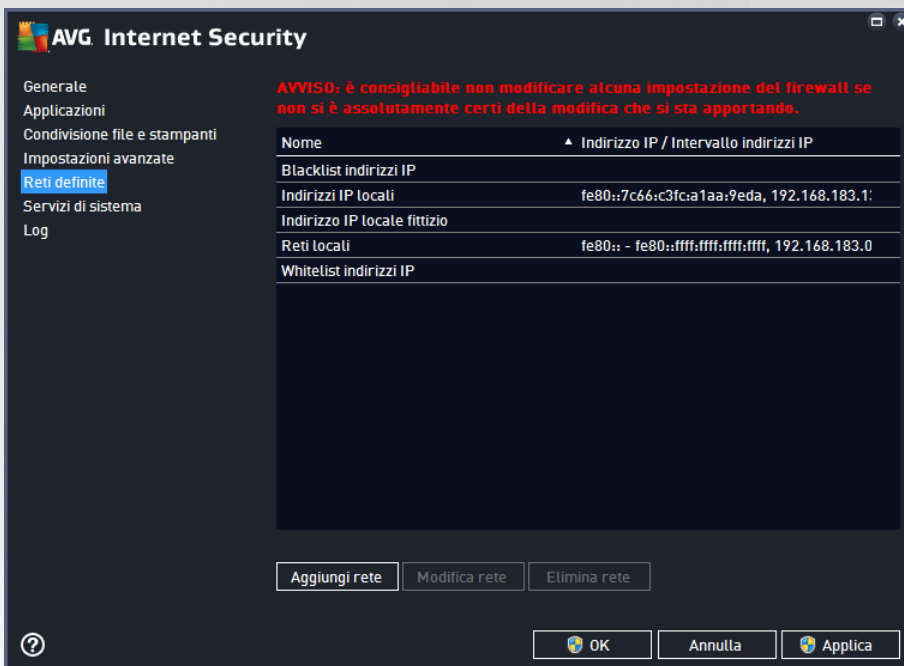 AVG Internet Security
Generale
Applicazioni
Condivisione file e stampanti
Impostazioni avanzate
Reti definite
Servizi di sistema
Log
AVVISO: è consigliabile non modificare alcuna impostazione del firewall se
non si è assolutamente certi della modifica che si sta apportando.
Nome Indirizzo IP / Intervallo indirizzi IP
Blacklist indirizzi IP
Indirizzi IP locali fe80::7c66:c3fc:a1aa:9eda, 192.168.183.1
Indirizzo IP locale fittizio
Reti locali fe80:: - fe80::ffff:ffff:ffff:ffff, 192.168.183.0
Whitelist indirizzi IP
Aggiungi rete Modifica rete Elimina rete
? OK Annulla Applica